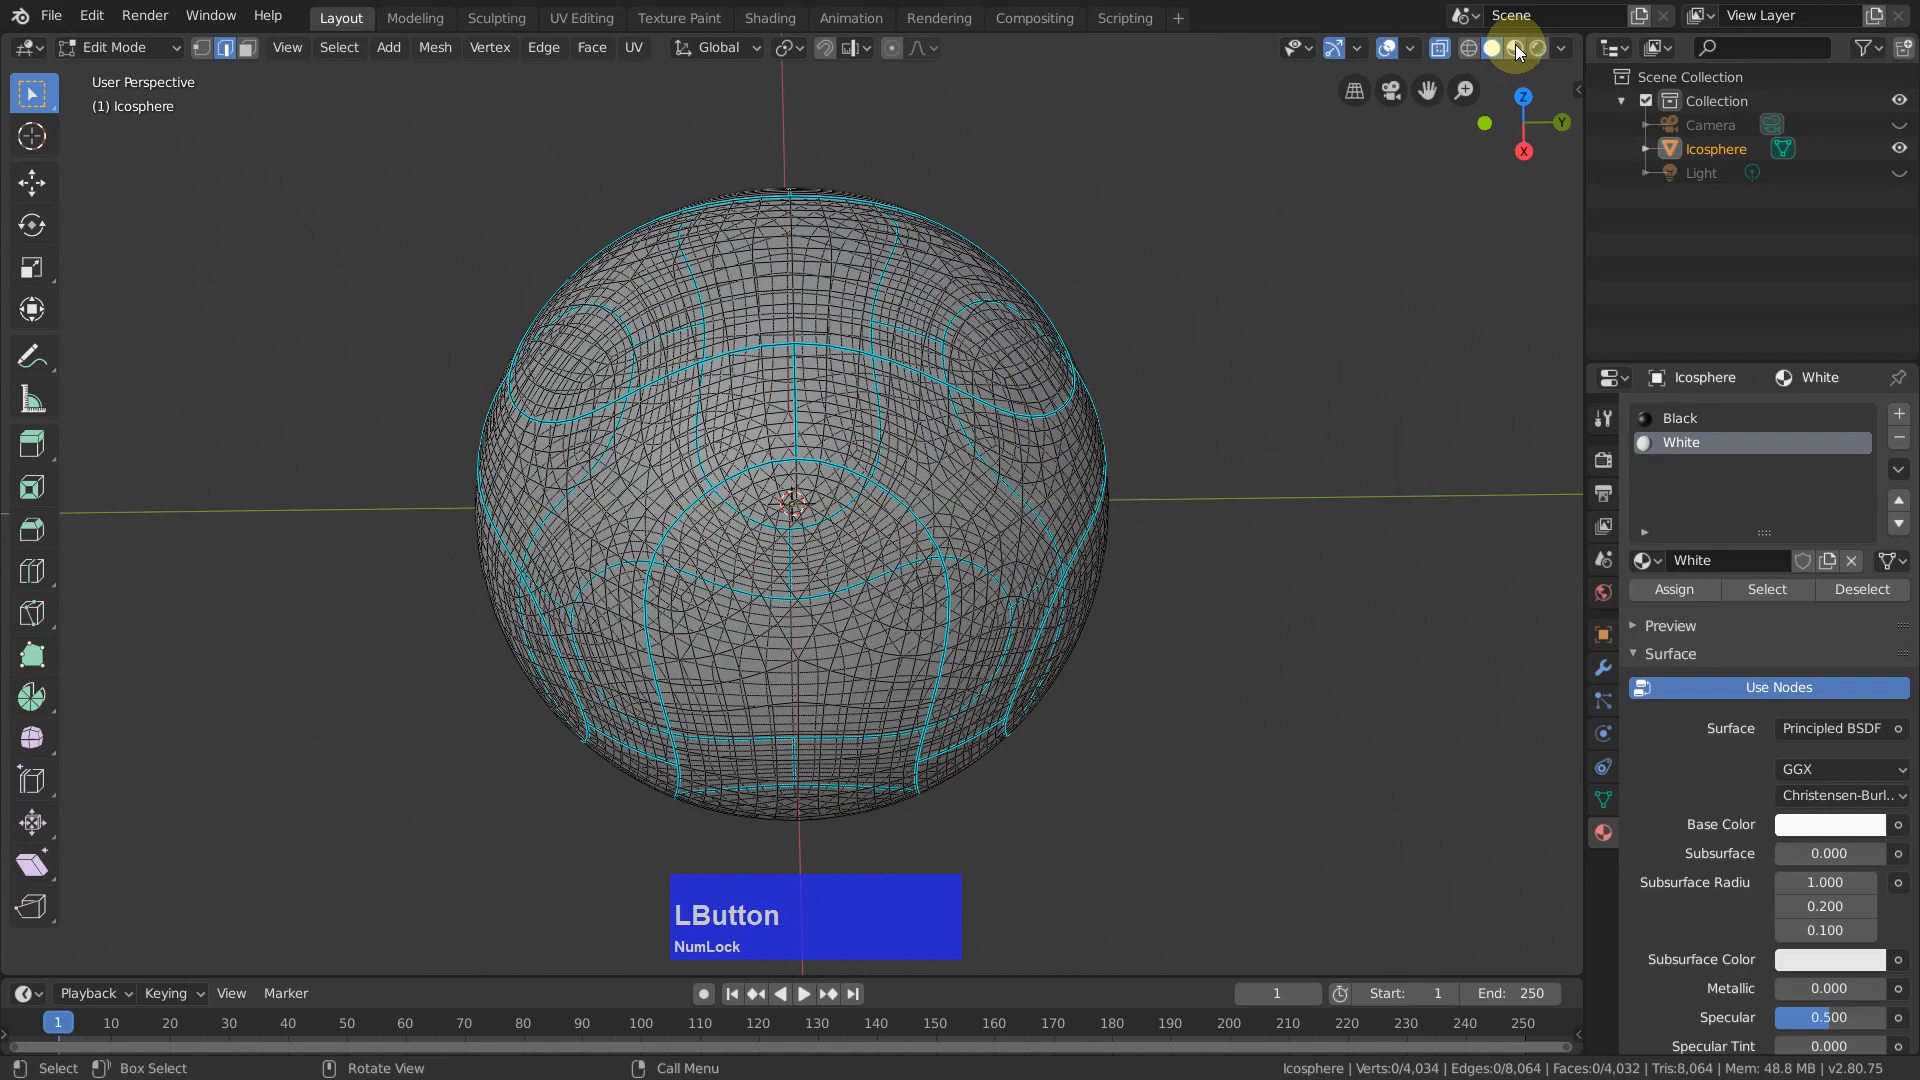 File Edit Render Window Help Layout Modeling Sculpting UV Editing Texture Paint Shading Animation Rendering Compositing Scripting + Scene View Layer
Edit Mode View Select Add Mesh Vertex Edge Face UV Global
User Perspective
(1) Icosphere
Z
Y
X
Scene Collection
Collection
Camera
Icosphere
Light
Icosphere White
Black
White
White
Assign Select Deselect
Preview
Surface
Use Nodes
Surface Principled BSDF
GGX
Christensen-Burl..
Base Color
Subsurface 0.000
Subsurface Radiu 1.000
0.200
0.100
Subsurface Color
Metallic 0.000
Specular 0.500
Specular Tint 0.000
LButton
NumLock
Playback Keying View Marker 1 Start: 1 End: 250
1 10 20 30 40 50 60 70 80 90 100 110 120 130 140 150 160 170 180 190 200 210 220 230 240 250
Select Box Select Rotate View Call Menu Icosphere | Verts:0/4,034 | Edges:0/8,064 | Faces:0/4,032 | Tris:8,064 | Mem: 48.8 MB | v2.80.75